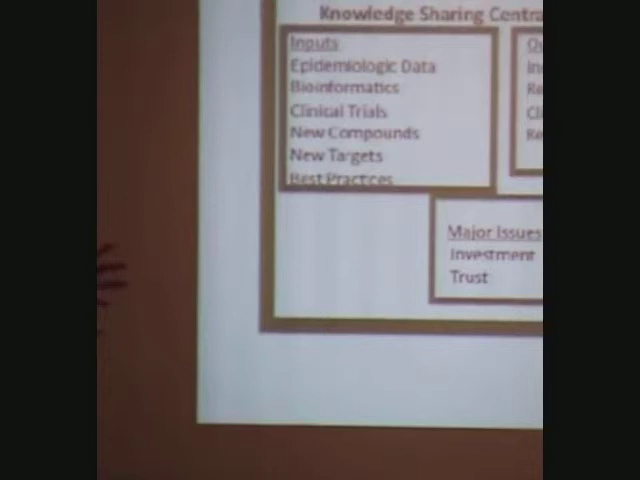 Knowledge Sharing Centra
Inputs
Epidemiologic Data
Bioinformatics
Clinical Trials
New Compounds
New Targets
Best Practices
Major Issues
Investment
Trust